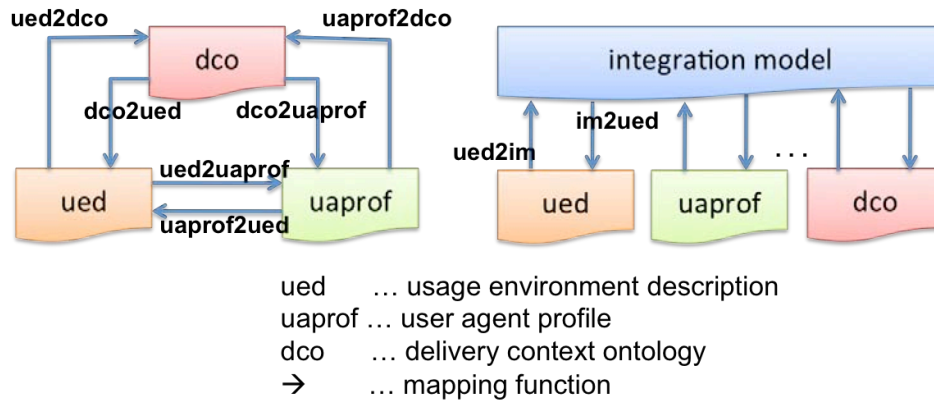 ued2dco
uaprof2dco
dco
dco2ued
dco2uaprof
ued2uaprof
ued
uaprof
uaprof2ued
integration model
im2ued
ued2im
. . .
ued
uaprof
dco
ued … usage environment description
uaprof … user agent profile
dco … delivery context ontology
→ … mapping function